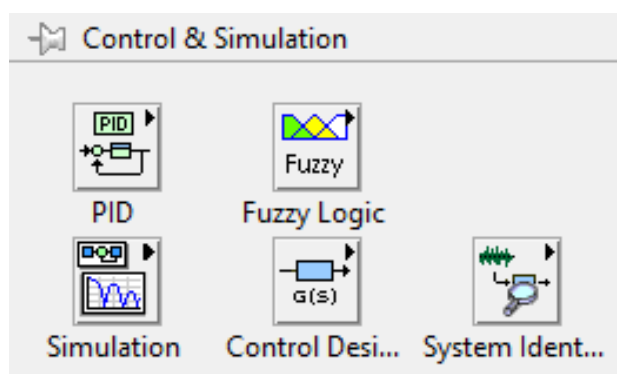 Control & Simulation
PID
Fuzzy
PID Fuzzy Logic
G(s)
Simulation Control Desi... System Ident...